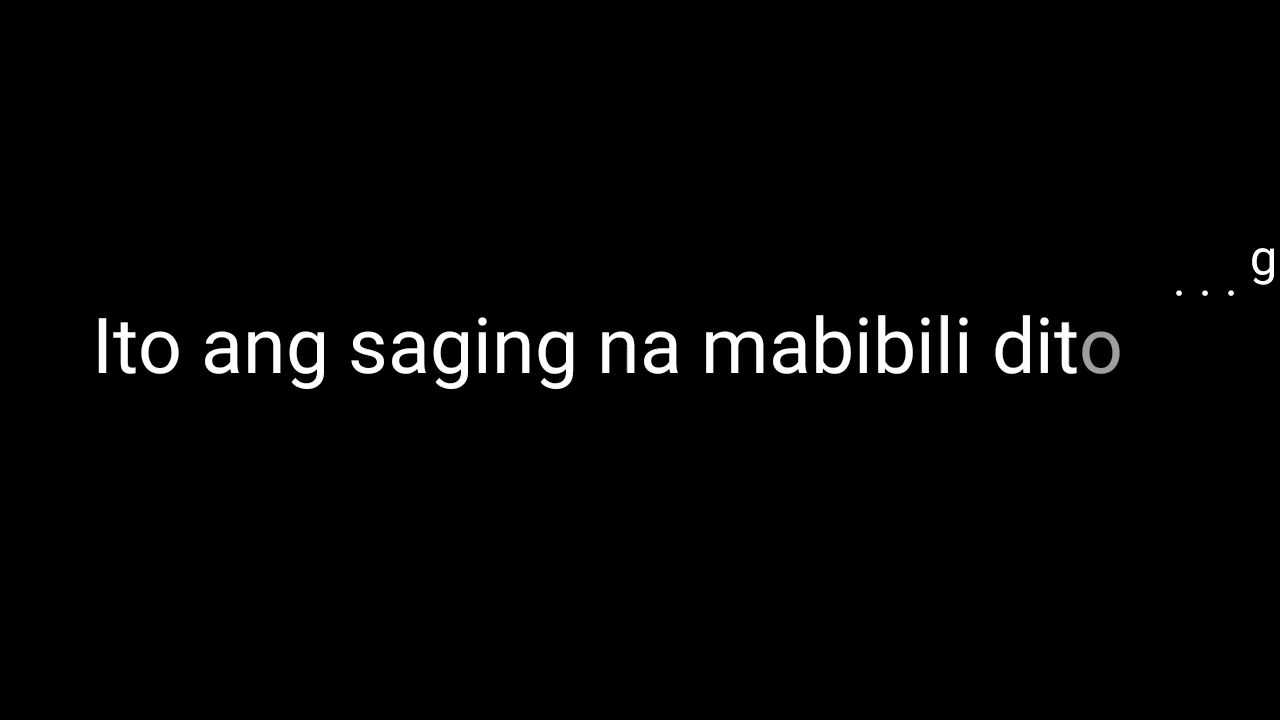 Ito ang saging na mabibili dito
. . . g